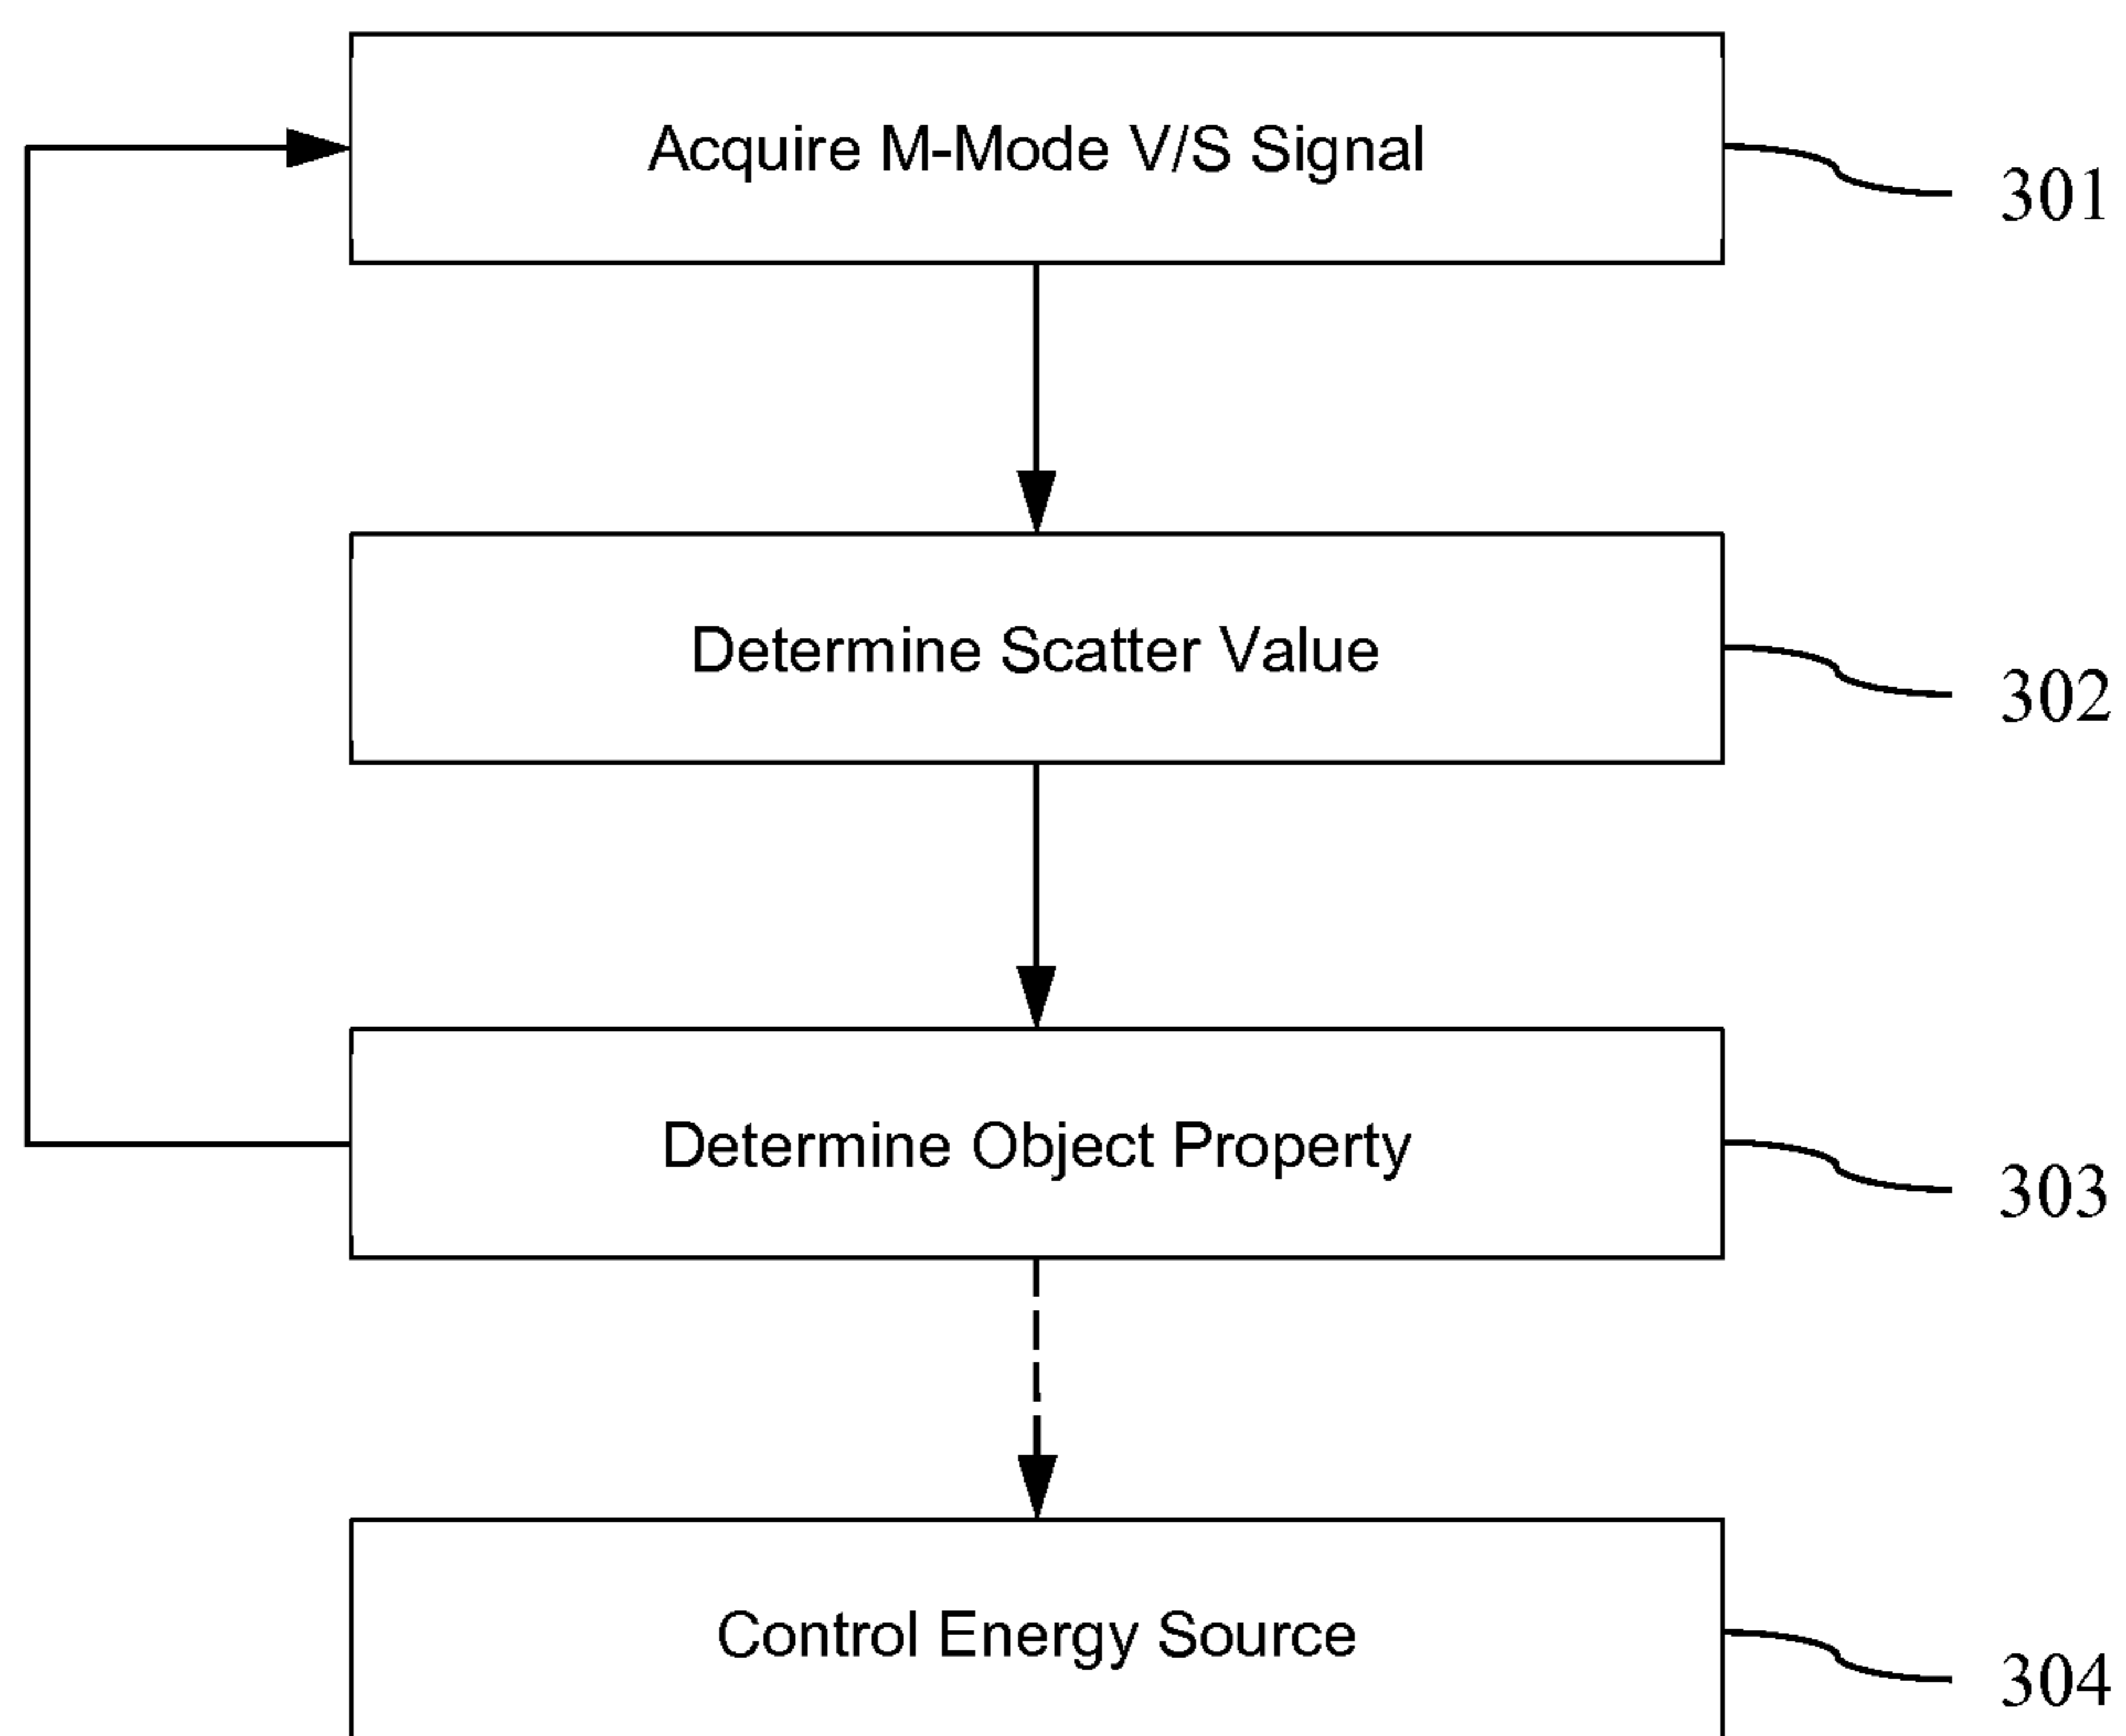 Acquire M-Mode V/S Signal
301
Determine Scatter Value
302
Determine Object Property
303
Control Energy Source
304